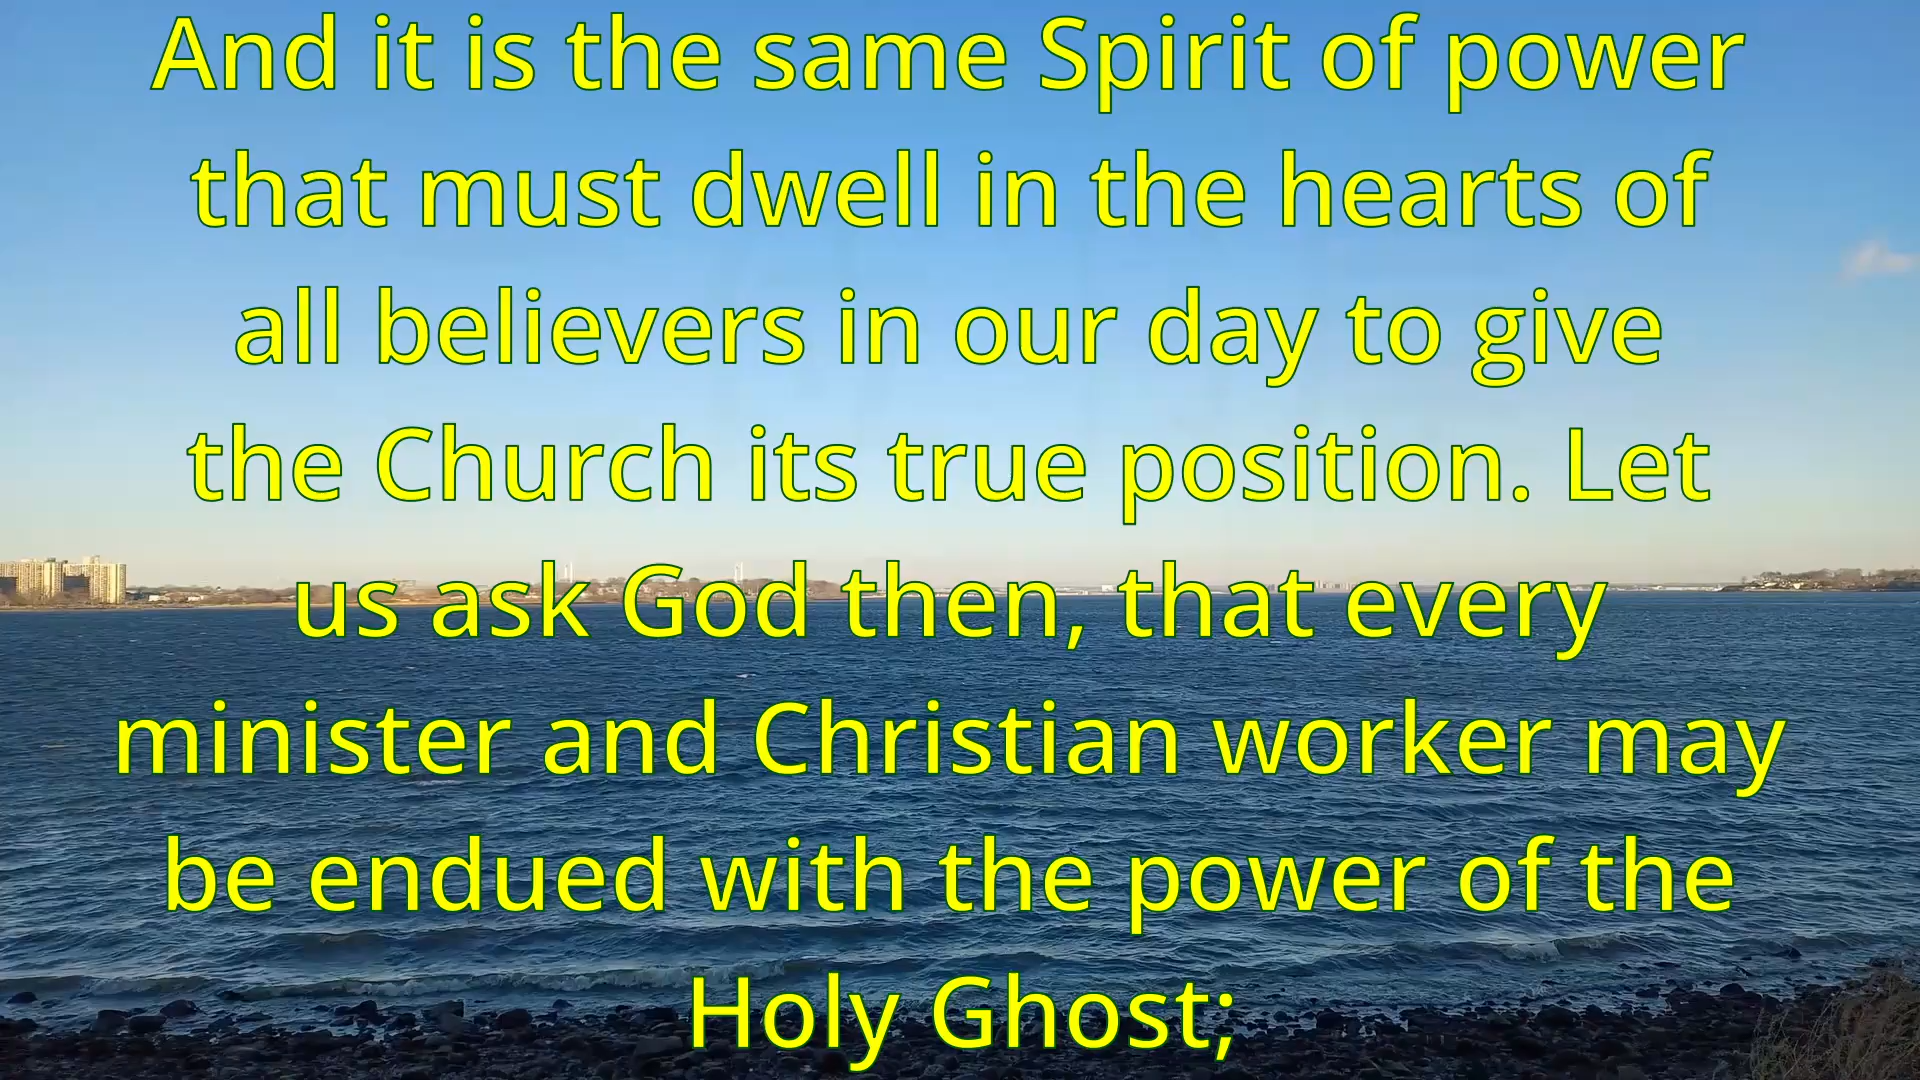 And it is the same Spirit of power
that must dwell in the hearts of
all believers in our day to give
the Church its true position. Let
us ask God then, that every
minister and Christian worker may
be endued with the power of the
Holy Ghost;